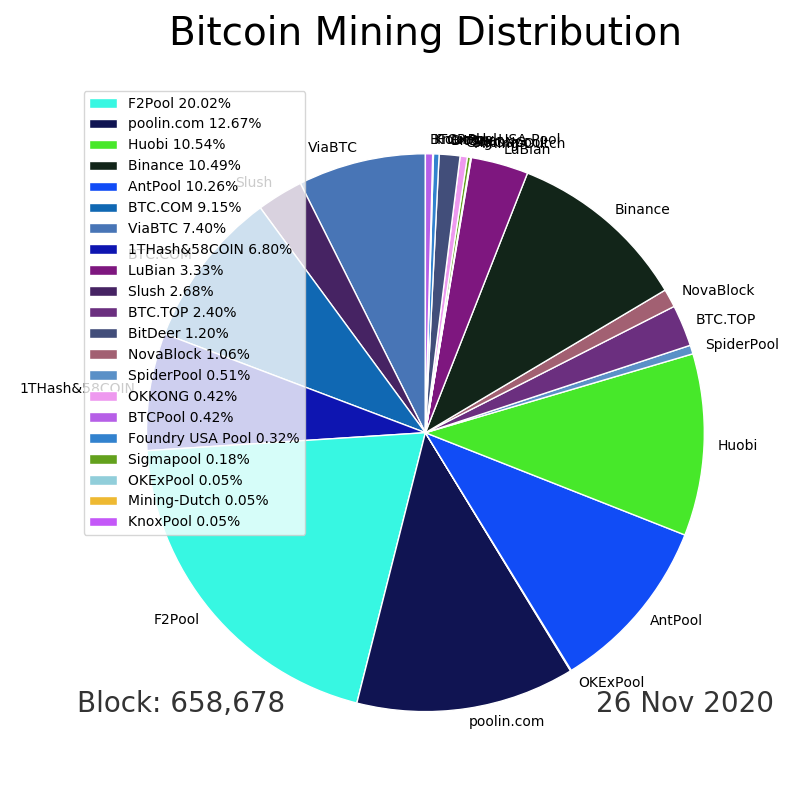 Bitcoin Mining Distribution
F2Pool 20.02%
poolin.com 12.67%
Huobi 10.54%
Binance 10.49%
AntPool 10.26%
BTC.COM 9.15%
ViaBTC 7.40%
1THash&58COIN 6.80%
LuBian 3.33%
Slush 2.68%
BTC.TOP 2.40%
BitDeer 1.20%
NovaBlock 1.06%
SpiderPool 0.51%
OKKONG 0.42%
BTCPool 0.42%
Foundry USA Pool 0.32%
Sigmapool 0.18%
OKExPool 0.05%
Mining-Dutch 0.05%
KnoxPool 0.05%
ViaBTC
Slush
BTC.COM
1THash&58COIN
F2Pool
poolin.com
OKExPool
AntPool
Huobi
SpiderPool
BTC.TOP
NovaBlock
Binance
LuBian
Block: 658,678
26 Nov 2020